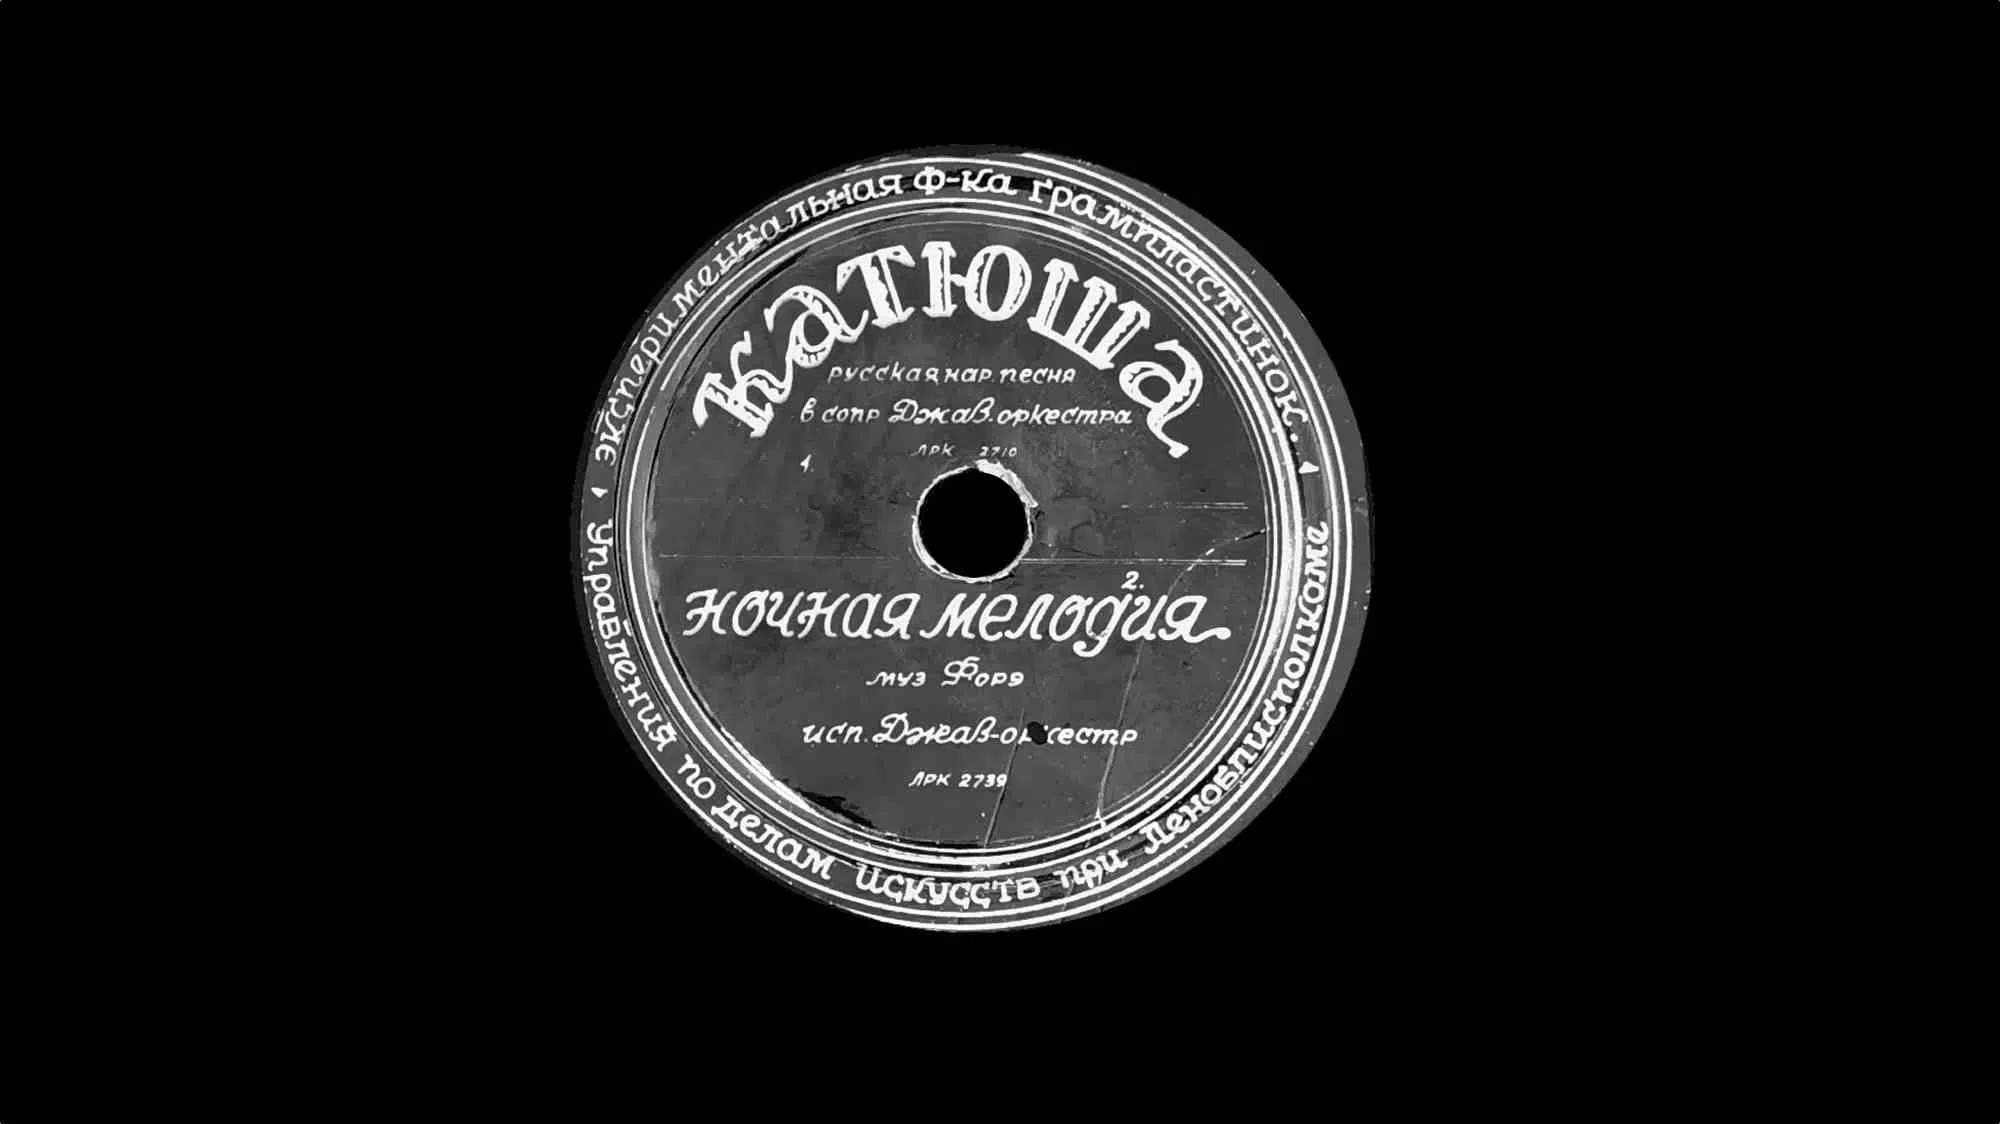 Экспериментальная ф-ка грампластинок.
Катюша
русская нар. песня
в сопр Джаз.оркестра
ЛРК 2710
1.
2.
Ночная мелодия
муз Форэ
исп. Джаз-оркестр
ЛРК 2739
Управления по делам искусств при Леноблисполкоме